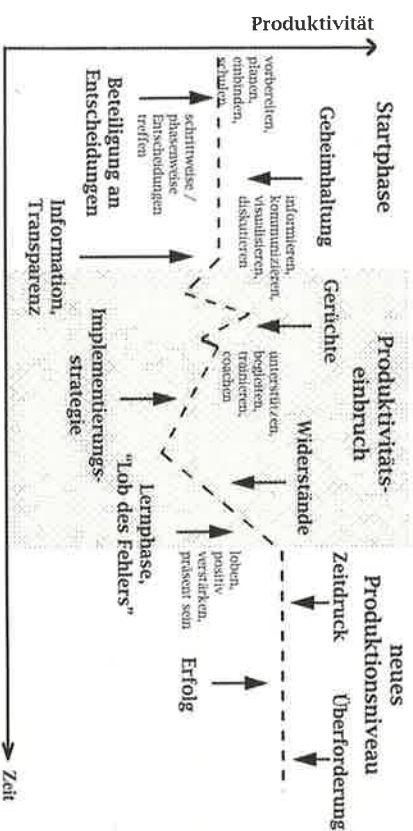 Produktivität
Startphase
Produktivitäts-
einbruch
neues
Produktionsniveau
Geheimhaltung
Gerüchte
Widerstände
Zeitdruck
Überforderung
vorbereiten,
planen,
einbinden,
schulen
informieren,
kommunizieren,
visualisieren,
diskutieren
unterstützen,
begleiten,
trainieren,
coachen
loben,
positiv
verstärken,
präsent sein
schrittweise /
phasenweise
Entscheidungen
treffen
Beteiligung an
Entscheidungen
Information,
Transparenz
Implementierungs-
strategie
Lernphase,
"Lob des Fehlers"
Erfolg
Zeit